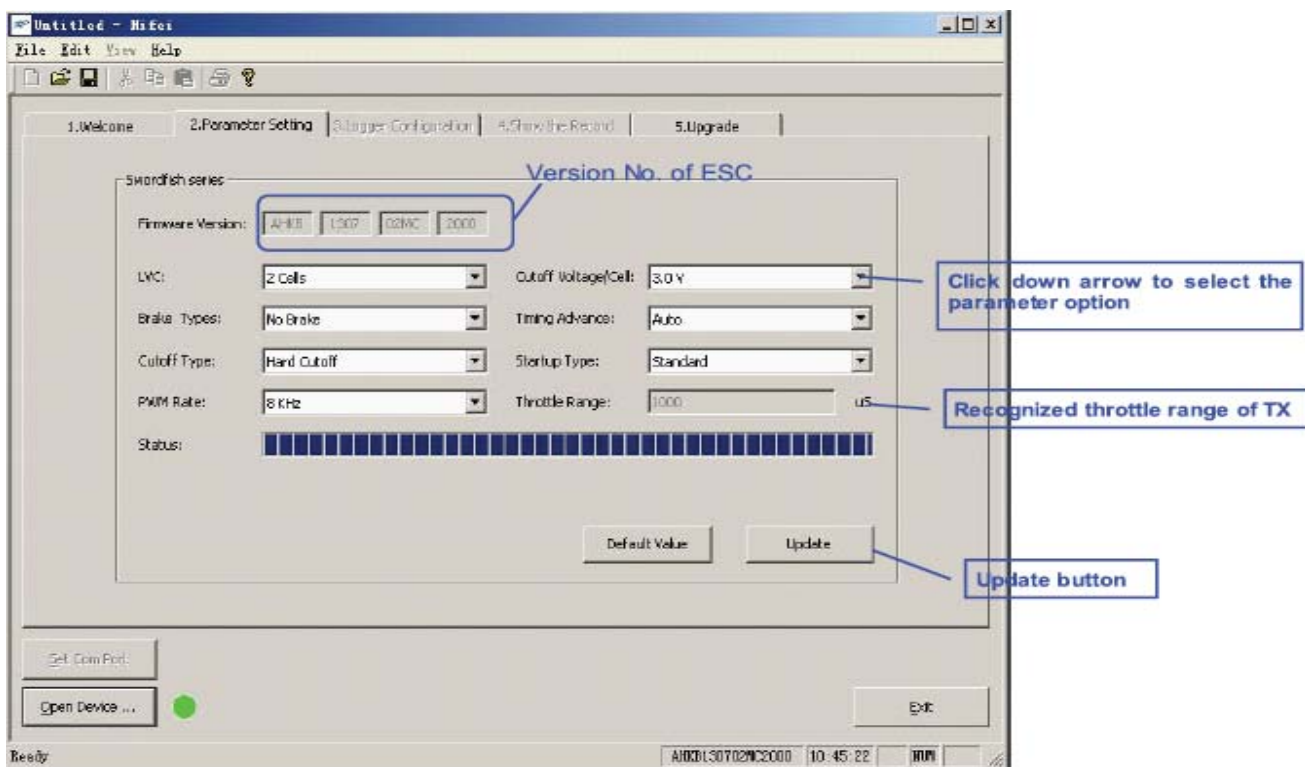 Untitled - Hifei
File Edit View Help
1.Welcome 2.Parameter Setting 3.Logger Configuration 4.Show the Record 5.Upgrade
Version No. of ESC
Swordfish series
Firmware Version: AHKB 1307 02MC 2000
LVC: 2 Cells Cutoff Voltage/Cell: 3.0 V
Click down arrow to select the
parameter option
Brake Types: No Brake Timing Advance: Auto
Cutoff Type: Hard Cutoff Startup Type: Standard
PWM Rate: 8 KHz Throttle Range: 1000 uS
Recognized throttle range of TX
Status:
Default Value Update
Update button
Set Com Port
Open Device ... Exit
Ready AHKB130702MC2000 10:45:22 NUM